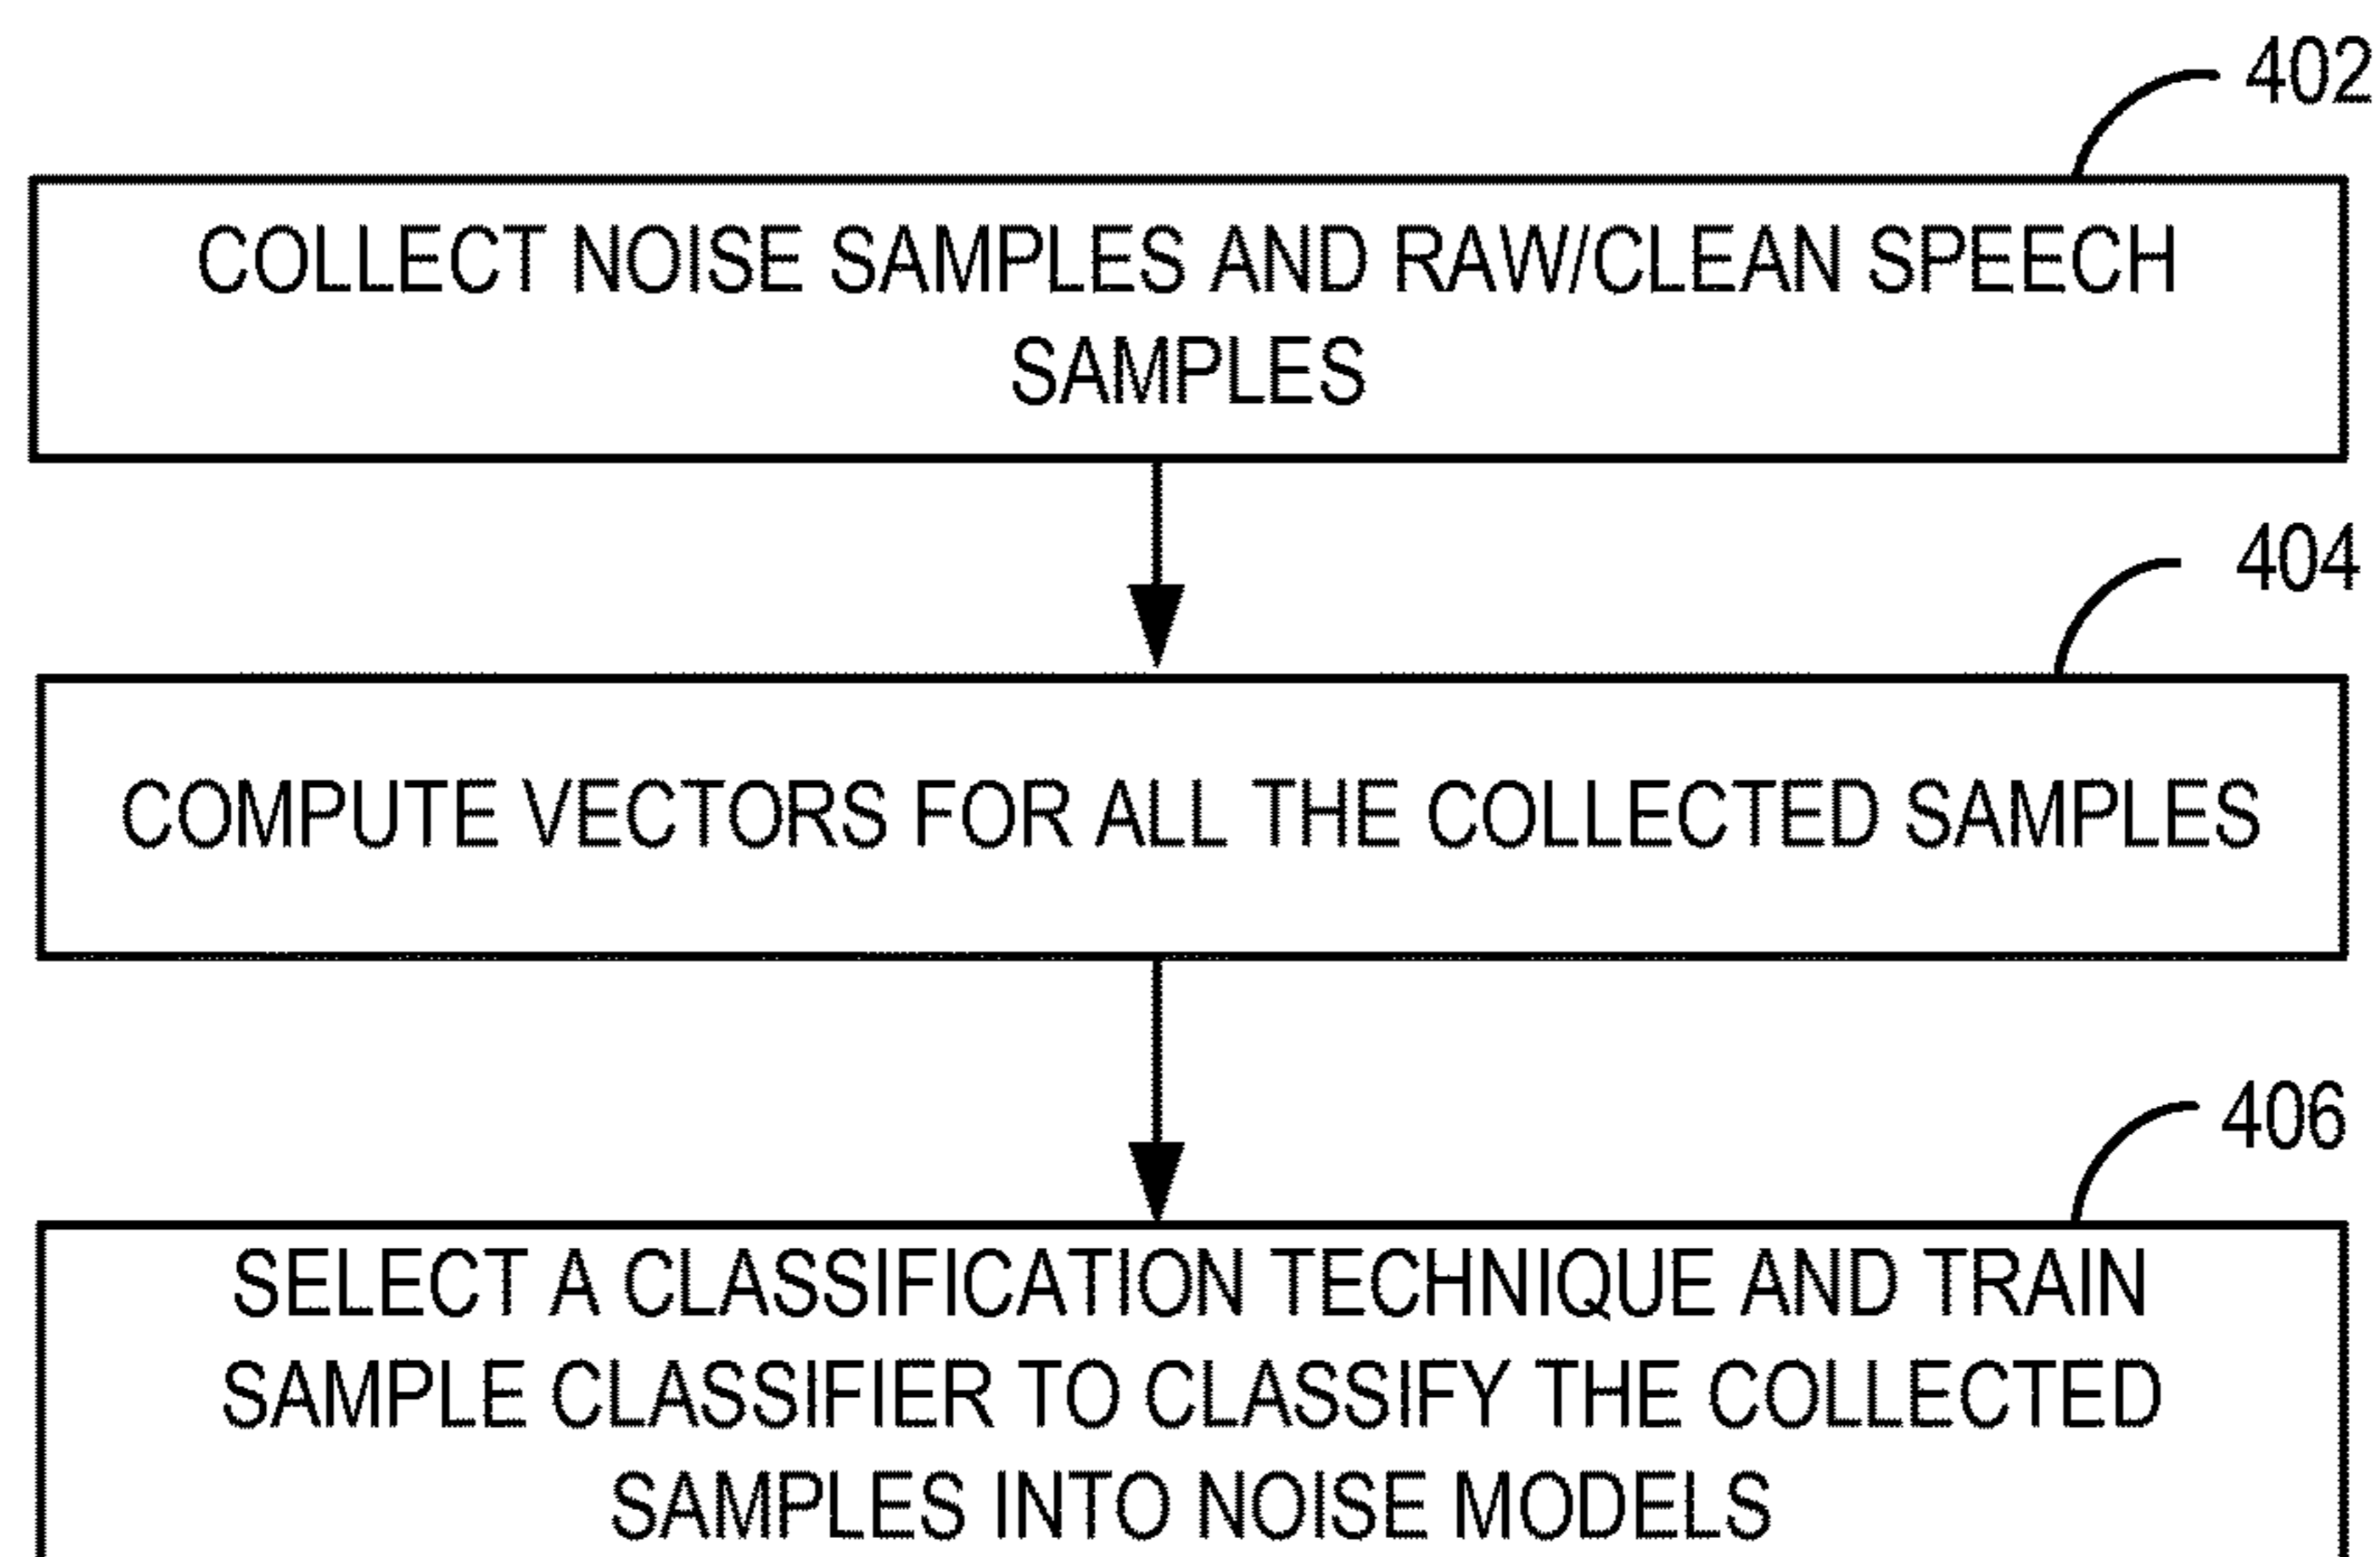 402
COLLECT NOISE SAMPLES AND RAW/CLEAN SPEECH
SAMPLES
404
COMPUTE VECTORS FOR ALL THE COLLECTED SAMPLES
406
SELECT A CLASSIFICATION TECHNIQUE AND TRAIN
SAMPLE CLASSIFIER TO CLASSIFY THE COLLECTED
SAMPLES INTO NOISE MODELS